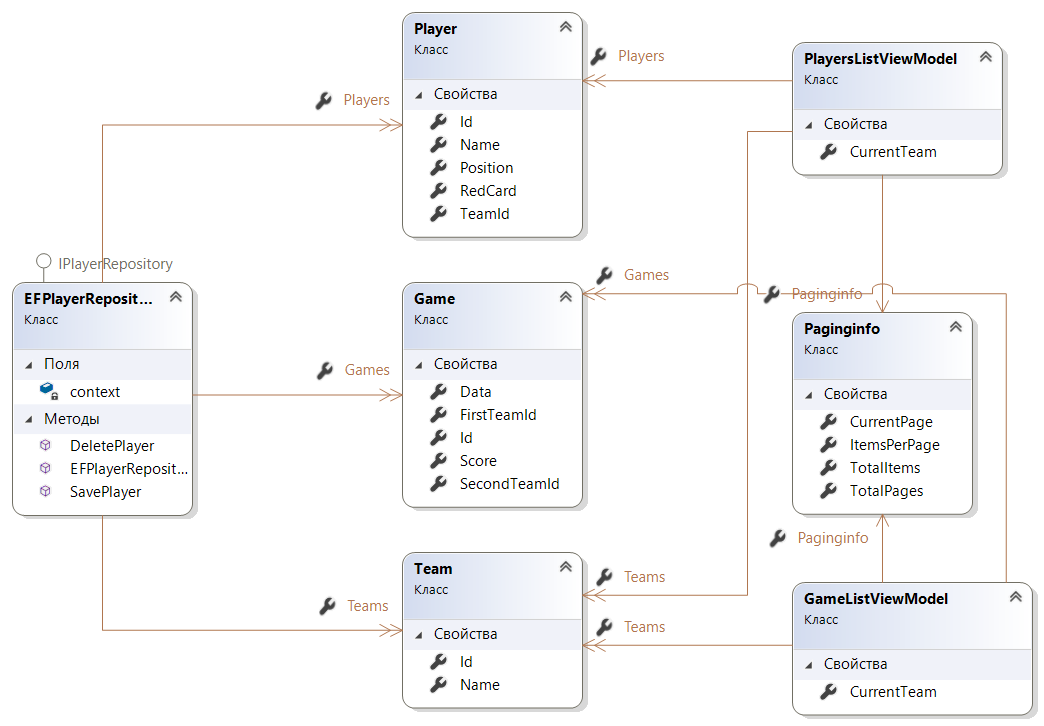 Player
Класс
Свойства
Id
Name
Position
RedCard
TeamId
Players
Players
PlayersListViewModel
Класс
Свойства
CurrentTeam
IPlayerRepository
EFPlayerReposit...
Класс
Поля
context
Методы
DeletePlayer
EFPlayerReposit...
SavePlayer
Games
Game
Класс
Свойства
Data
FirstTeamId
Id
Score
SecondTeamId
Games
Paginginfo
Paginginfo
Класс
Свойства
CurrentPage
ItemsPerPage
TotalItems
TotalPages
Paginginfo
Teams
Team
Класс
Свойства
Id
Name
Teams
Teams
GameListViewModel
Класс
Свойства
CurrentTeam